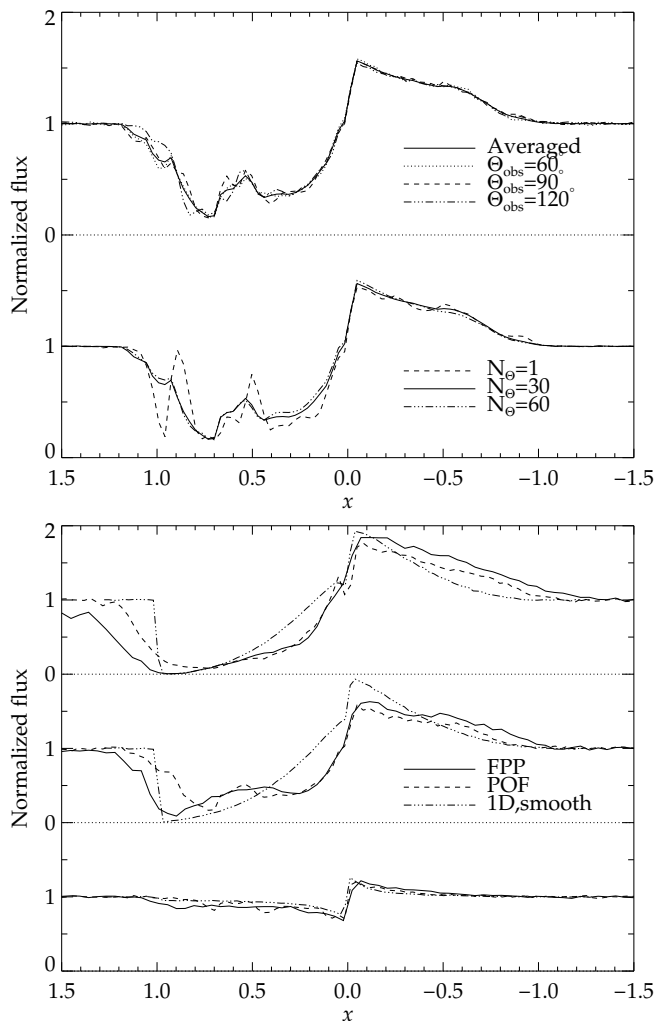 2
1
0
1
0
Normalized flux
Averaged
Θobs=60°
Θobs=90°
Θobs=120°
NΘ=1
NΘ=30
NΘ=60
1.5 1.0 0.5 0.0 −0.5 −1.0 −1.5
x
2
1
0
1
0
1
0
Normalized flux
FPP
POF
1D,smooth
1.5 1.0 0.5 0.0 −0.5 −1.0 −1.5
x